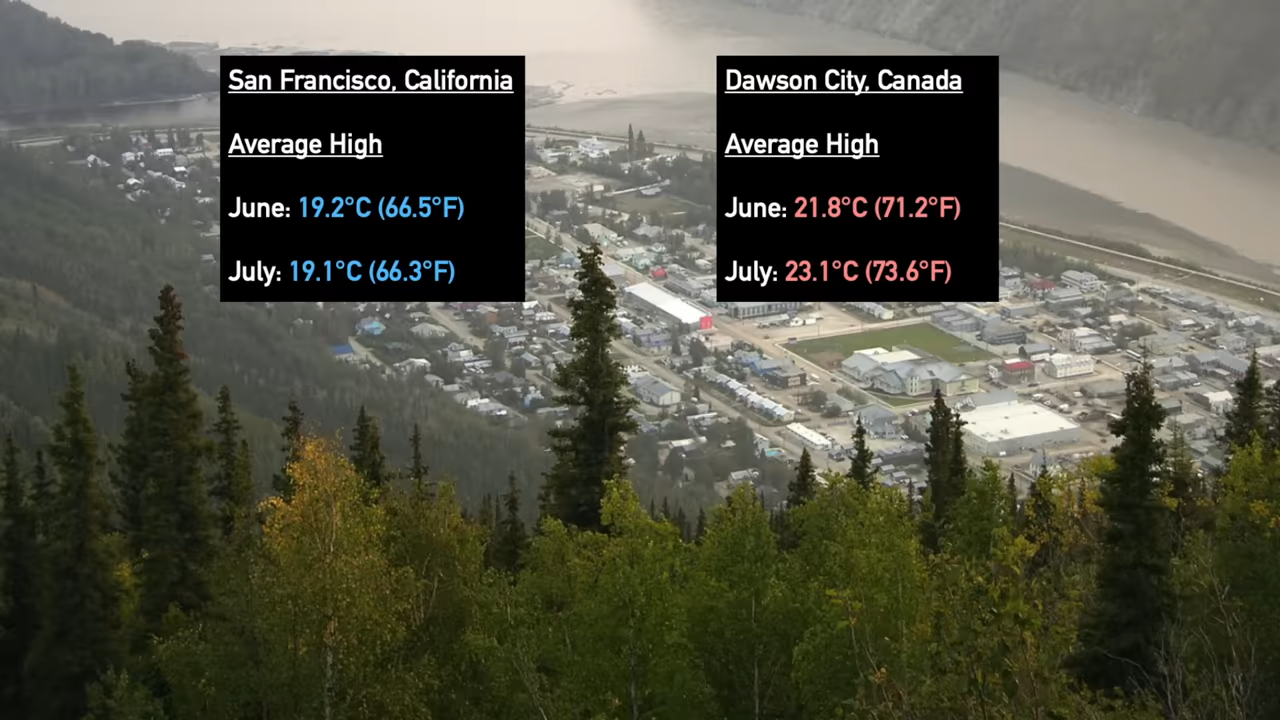 San Francisco, California
Average High
June: 19.2°C (66.5°F)
July: 19.1°C (66.3°F)
Dawson City, Canada
Average High
June: 21.8°C (71.2°F)
July: 23.1°C (73.6°F)